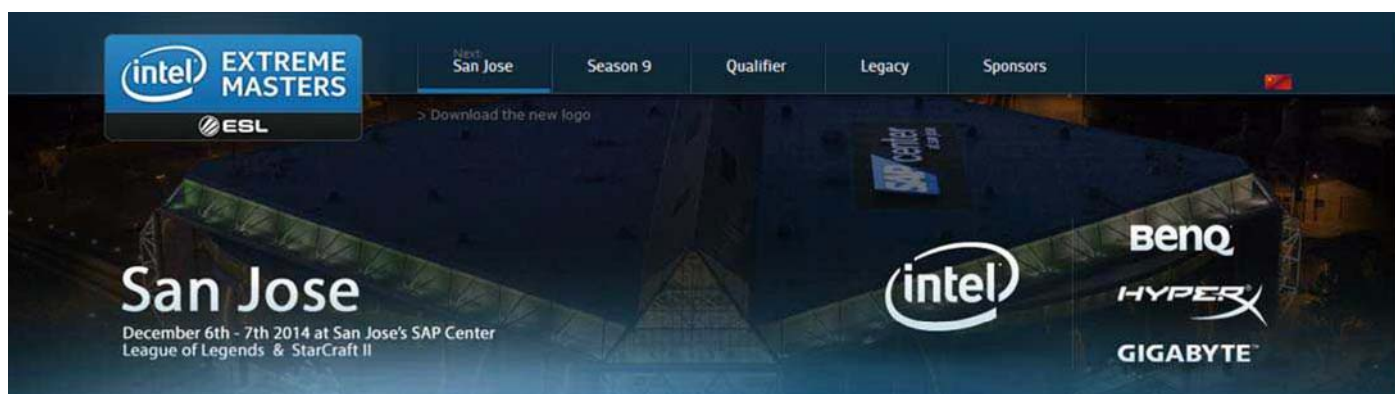 intel EXTREME
MASTERS
ESL
Next:
San Jose
Season 9
Qualifier
Legacy
Sponsors
> Download the new logo
SAP center
San Jose
December 6th - 7th 2014 at San Jose's SAP Center
League of Legends & StarCraft II
intel
BenQ
HYPERX
GIGABYTE